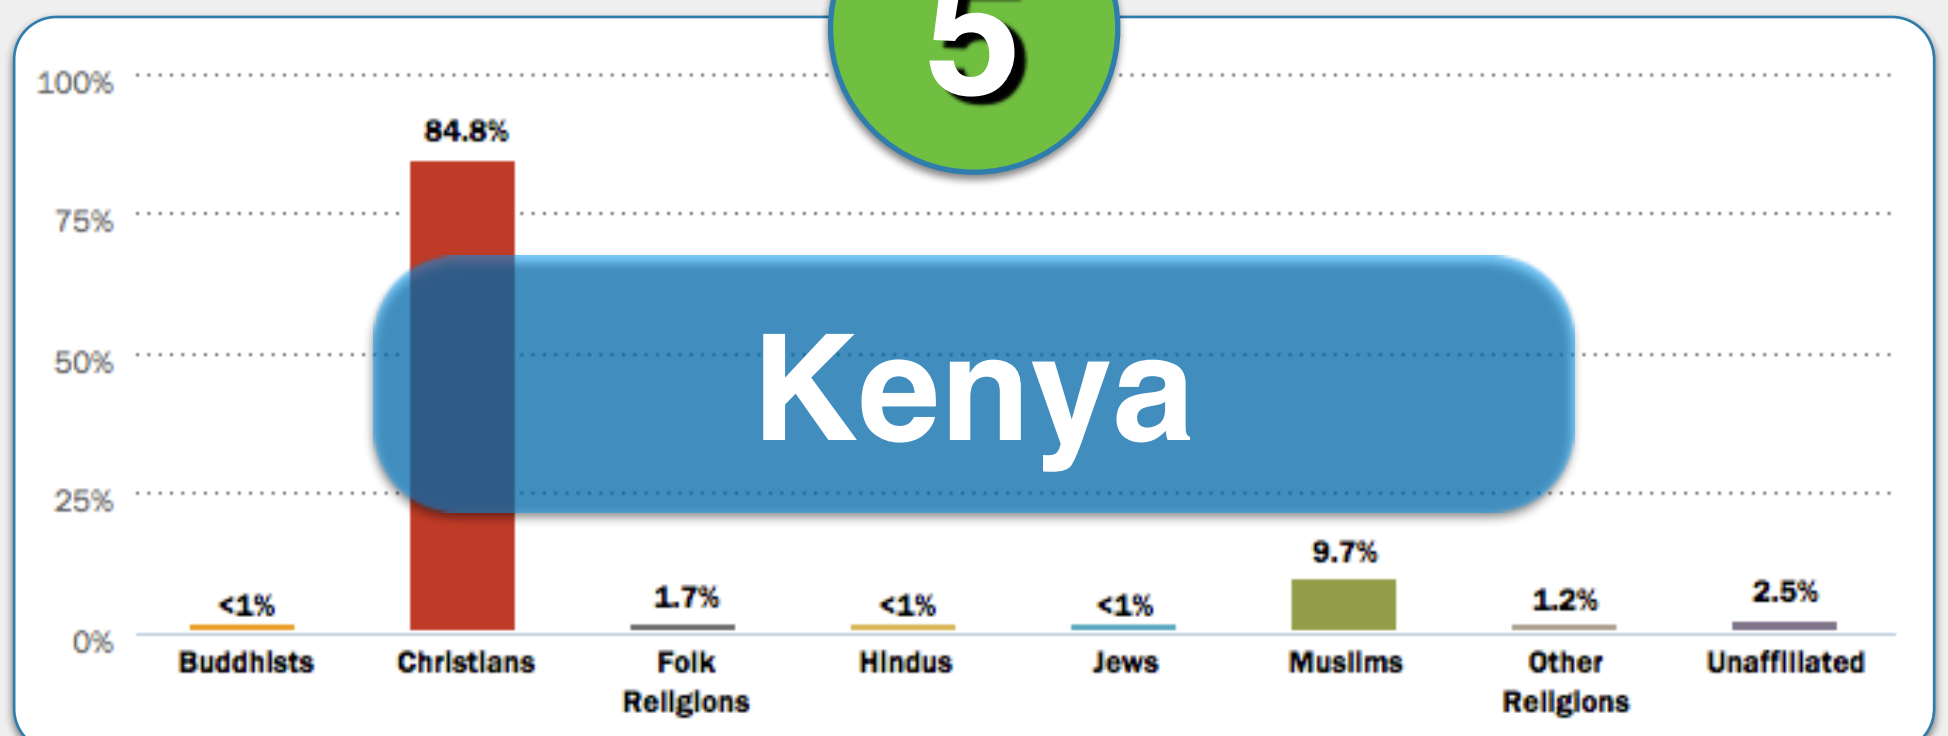 5
100%
84.8%
75%
Kenya
50%
25%
9.7%
<1%
1.7%
<1%
<1%
1.2%
2.5%
0%
Buddhists
Christians
Folk
Religions
Hindus
Jews
Muslims
Other
Religions
Unaffiliated